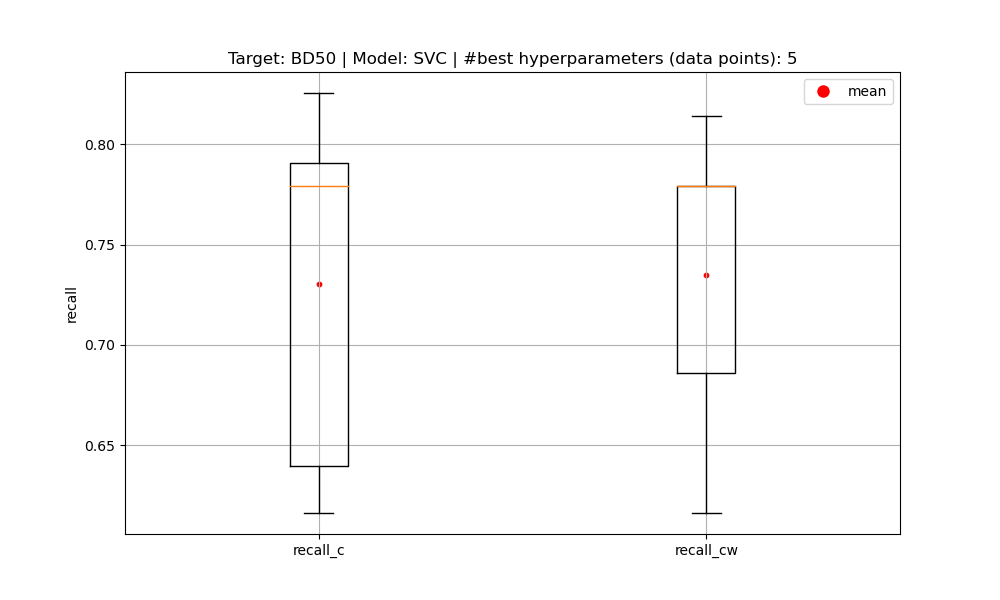 Target: BD50 | Model: SVC | #best hyperparameters (data points): 5
mean
0.80
0.75
0.70
0.65
recall
recall_c
recall_cw